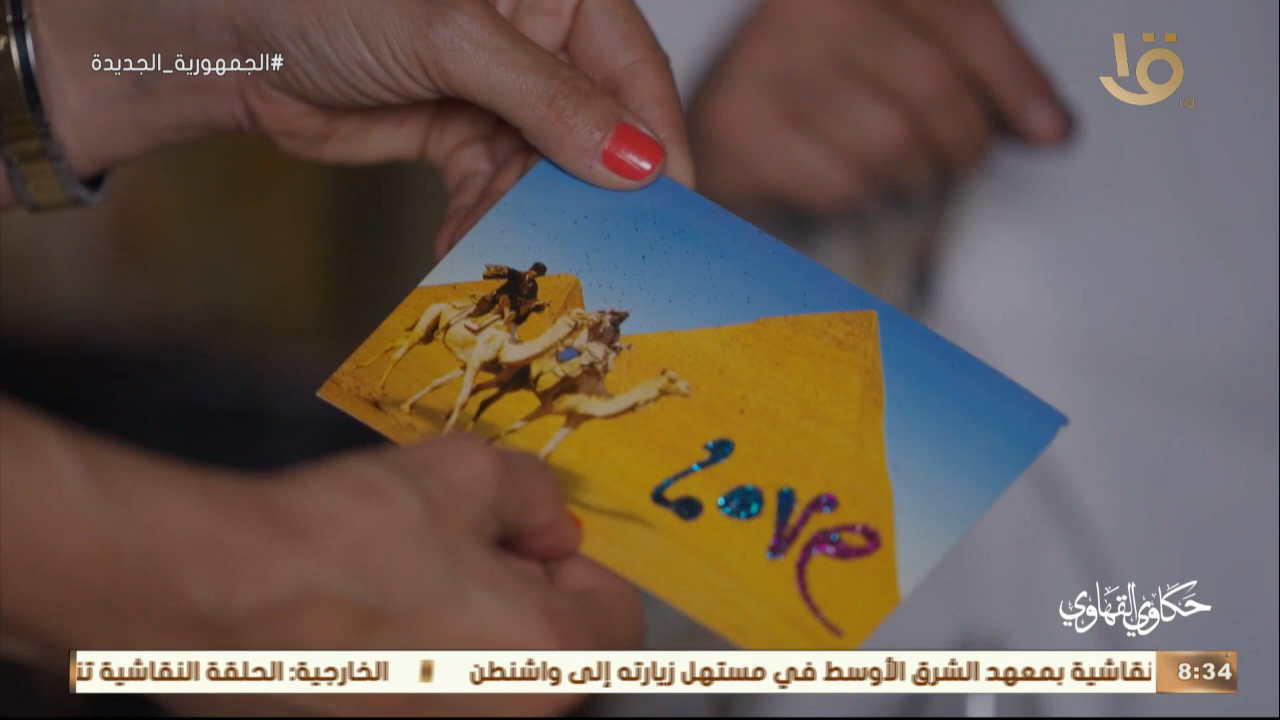 #الجمهورية_الجديدة
Love
حكاوي القهاوي
نقاشية بمعهد الشرق الأوسط في مستهل زيارته إلى واشنطن الخارجية: الحلقة النقاشية
8:34